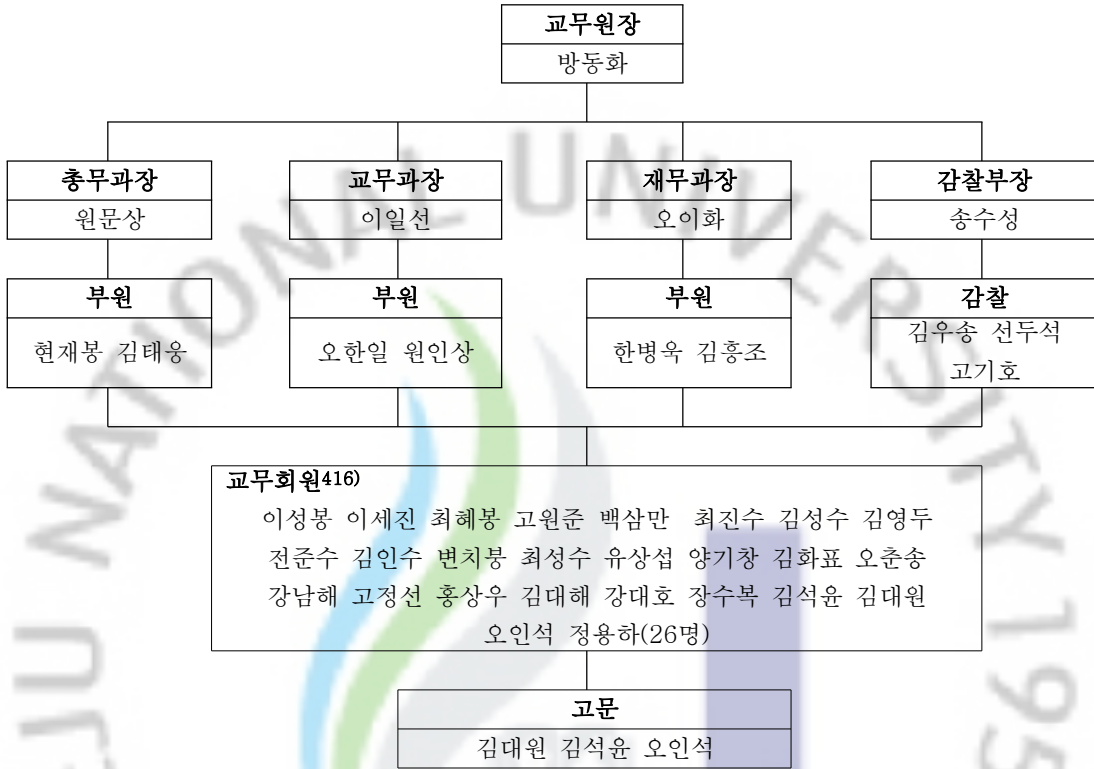 교무원장
방동화
총무과장
원문상
교무과장
이일선
재무과장
오이화
감찰부장
송수성
부원
현재봉 김태웅
부원
오한일 원인상
부원
한병욱 김흥조
감찰
김우송 선두석
고기호
교무회원416)
이성봉 이세진 최혜봉 고원준 백삼만 최진수 김성수 김영두
전준수 김인수 변치붕 최성수 유상섭 양기창 김화표 오춘송
강남해 고정선 홍상우 김대해 강대호 장수복 김석윤 김대원
오인석 정용하(26명)
고문
김대원 김석윤 오인석
JEJU NATIONAL UNIVERSITY 195